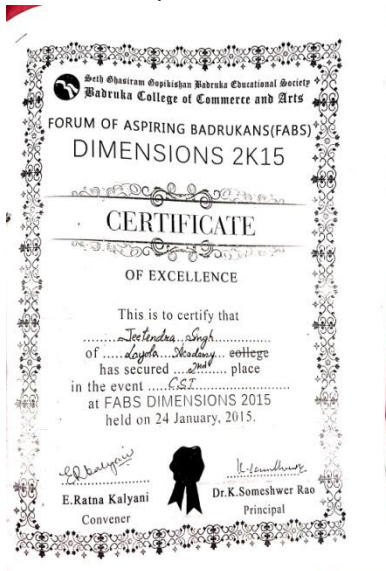 Seth Ghasiram Gopikishan Badruka Educational Society
Badruka College of Commerce and Arts
FORUM OF ASPIRING BADRUKANS(FABS)
DIMENSIONS 2K15
CERTIFICATE
OF EXCELLENCE
This is to certify that
Jeetendra Singh
of Loyola Academy college
has secured 2nd place
in the event C.S.I.
at FABS DIMENSIONS 2015
held on 24 January, 2015.
E.Ratna Kalyani Dr.K.Someshwer Rao
Convener Principal